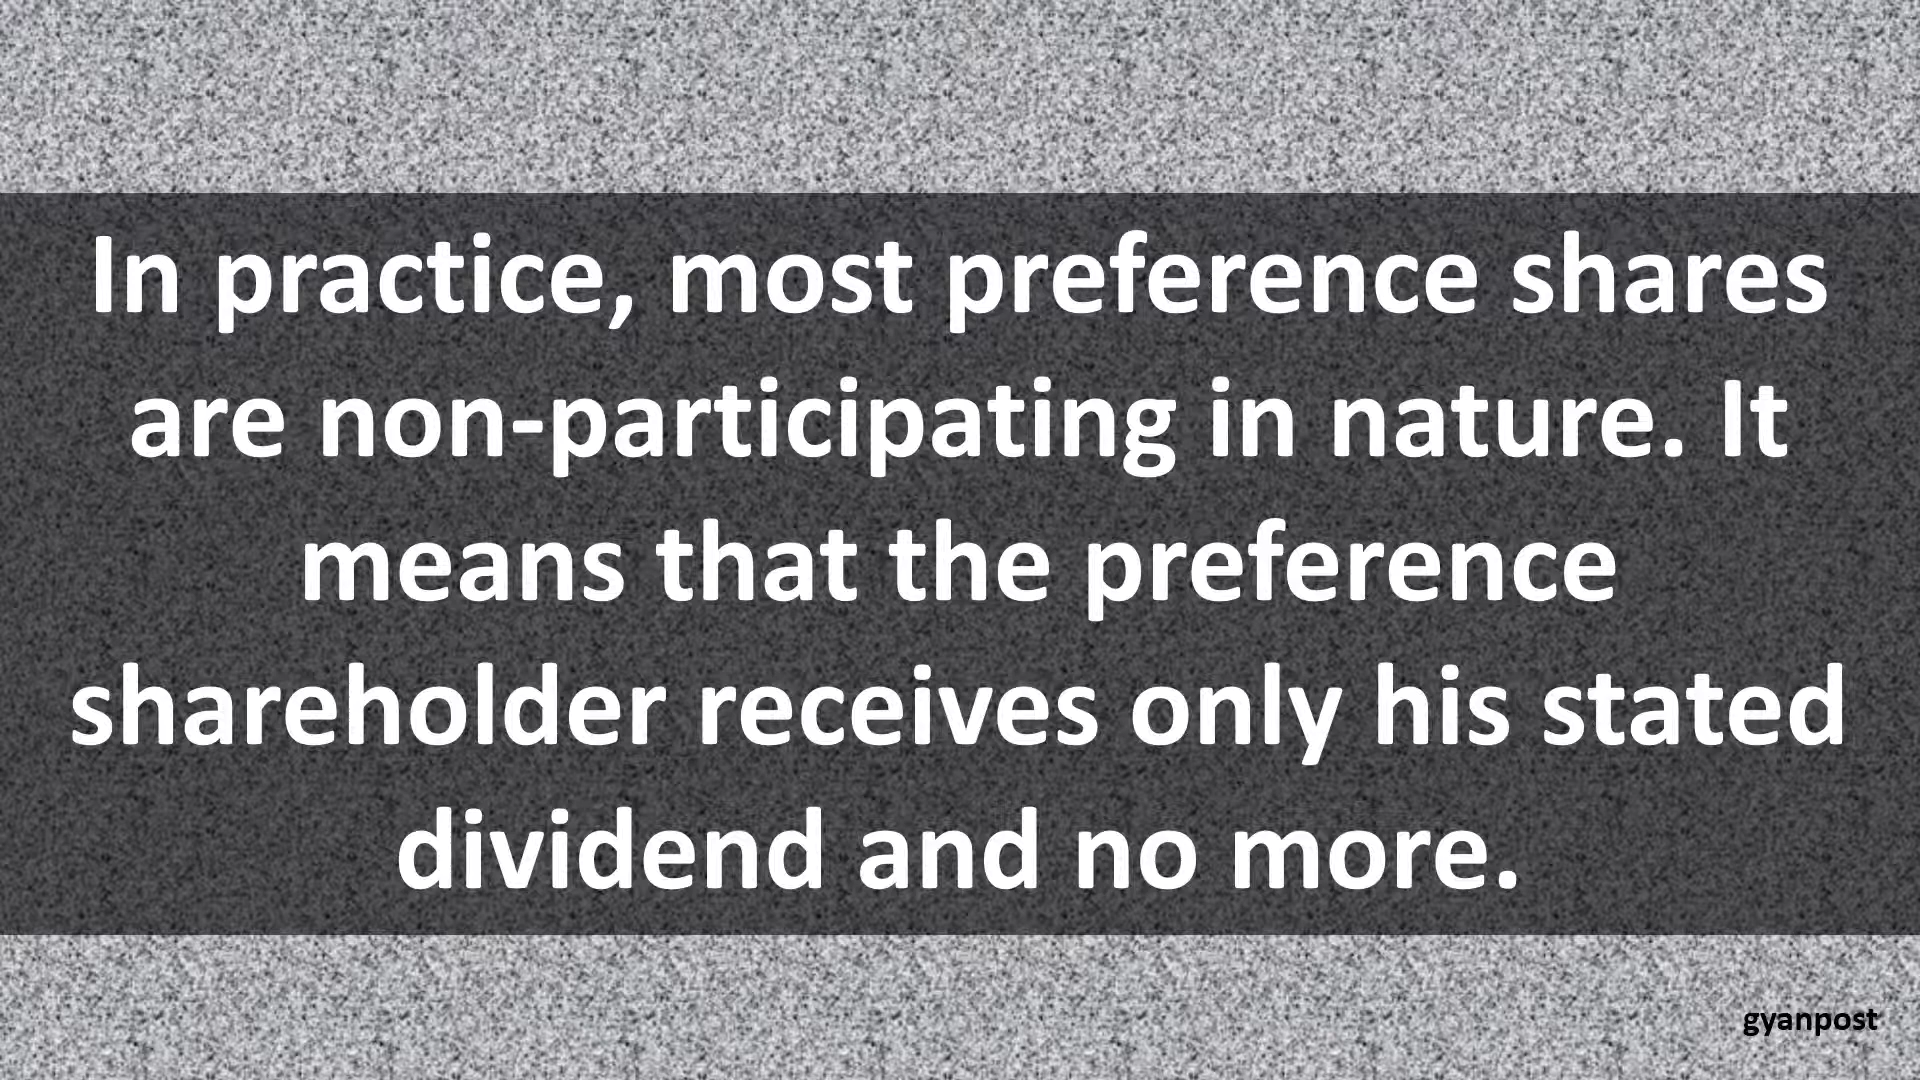 In practice, most preference shares
are non-participating in nature. It
means that the preference
shareholder receives only his stated
dividend and no more.
gyanpost